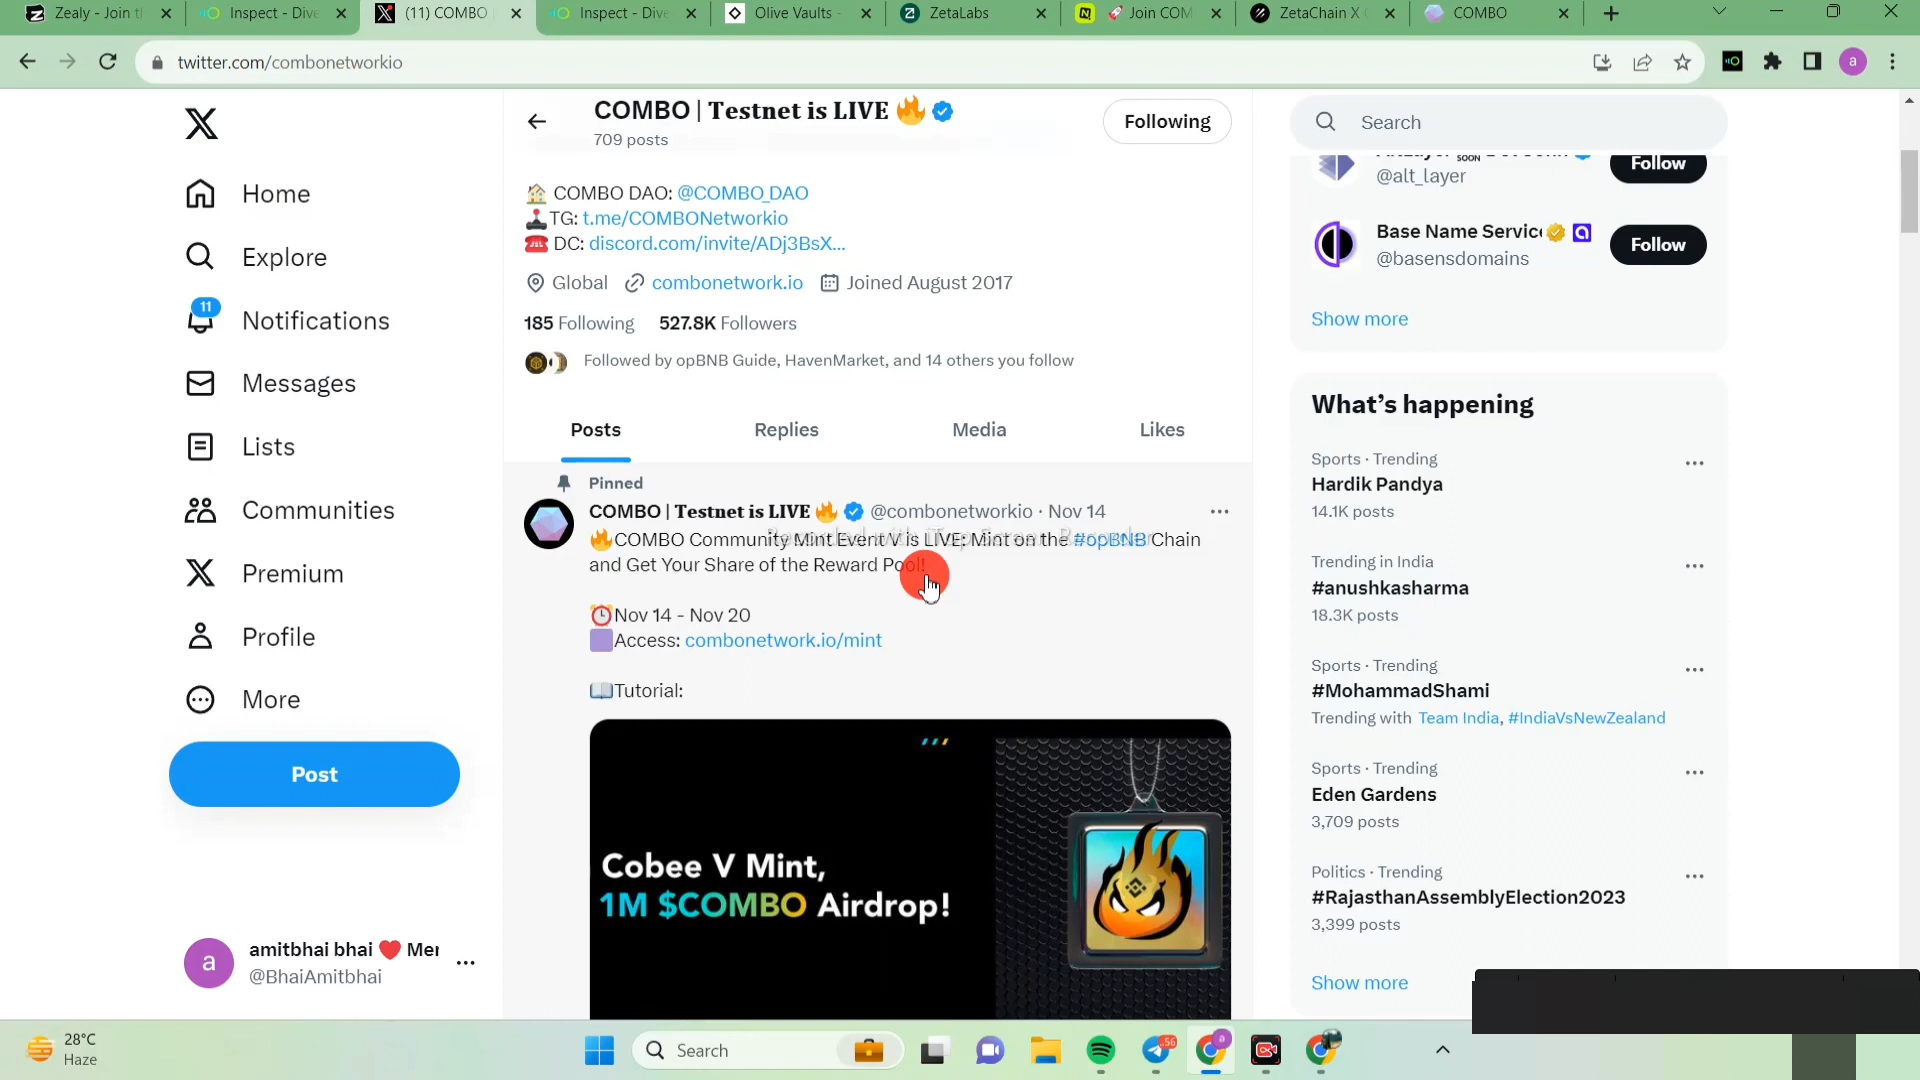 Zealy - Join t
Inspect - Dive
(11) COMBO
Inspect - Dive
Olive Vaults -
ZetaLabs
🚀 Join COM
ZetaChain X
COMBO
twitter.com/combonetworkio
a
COMBO | Testnet is LIVE 🔥
709 posts
Following
🏠 COMBO DAO: @COMBO_DAO
🕹️TG: t.me/COMBONetworkio
☎️ DC: discord.com/invite/ADj3BsX...
Global combonetwork.io Joined August 2017
185 Following 527.8K Followers
Followed by opBNB Guide, HavenMarket, and 14 others you follow
Posts Replies Media Likes
Pinned
COMBO | Testnet is LIVE 🔥 @combonetworkio · Nov 14
🔥COMBO Community Mint Event V is LIVE: Mint on the #opBNB Chain
and Get Your Share of the Reward Pool!
Recorded with iTop Screen Recorder
⏰Nov 14 - Nov 20
🟪Access: combonetwork.io/mint
📖Tutorial:
Cobee V Mint,
1M $COMBO Airdrop!
Home
Explore
11
Notifications
Messages
Lists
Communities
Premium
Profile
More
Post
a
amitbhai bhai ❤️ Mer
@BhaiAmitbhai
Search
@alt_layer
Follow
Base Name Servic
@basensdomains
Follow
Show more
What's happening
Sports · Trending
Hardik Pandya
14.1K posts
Trending in India
#anushkasharma
18.3K posts
Sports · Trending
#MohammadShami
Trending with Team India, #IndiaVsNewZealand
Sports · Trending
Eden Gardens
3,709 posts
Politics · Trending
#RajasthanAssemblyElection2023
3,399 posts
Show more
28°C
Haze
Search
.56
a